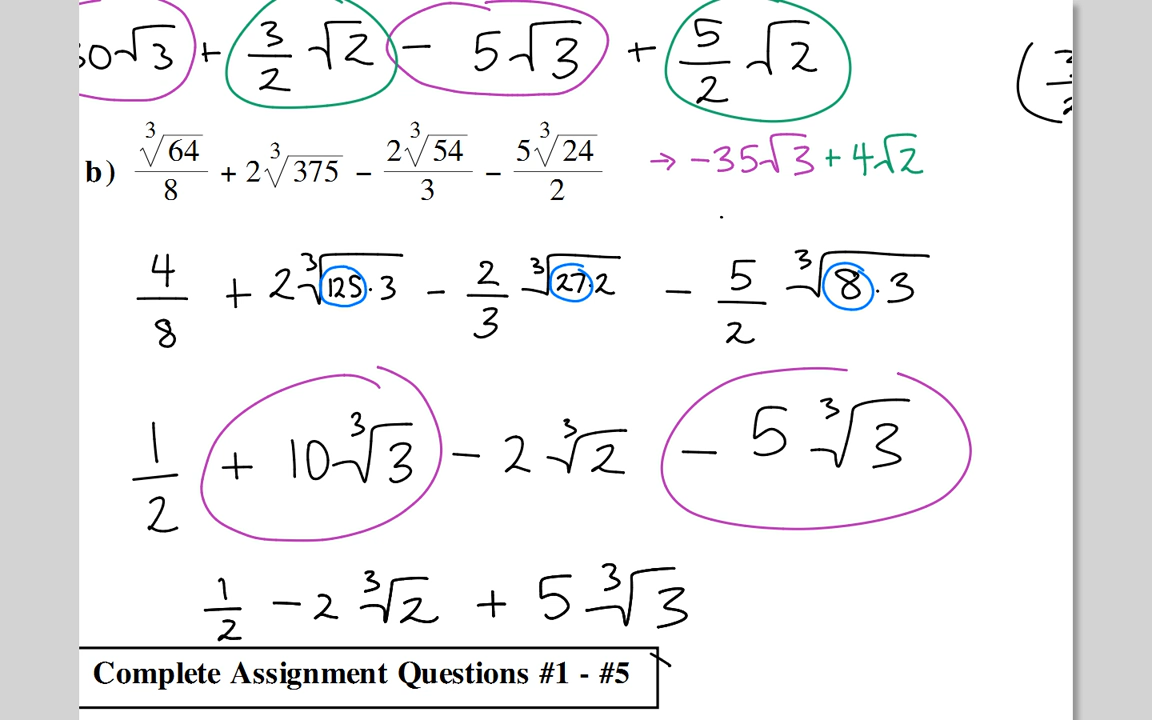 0√3 + 3/2 √2 − 5√3 + 5/2 √2
b) ∛64/8 + 2∛375 − 2∛54/3 − 5∛24/2 → −35√3 + 4√2
4/8 + 2∛(125·3) − 2/3 ∛(27·2) − 5/2 ∛(8·3)
1/2 + 10∛3 − 2∛2 − 5∛3
1/2 − 2∛2 + 5∛3
Complete Assignment Questions #1 - #5